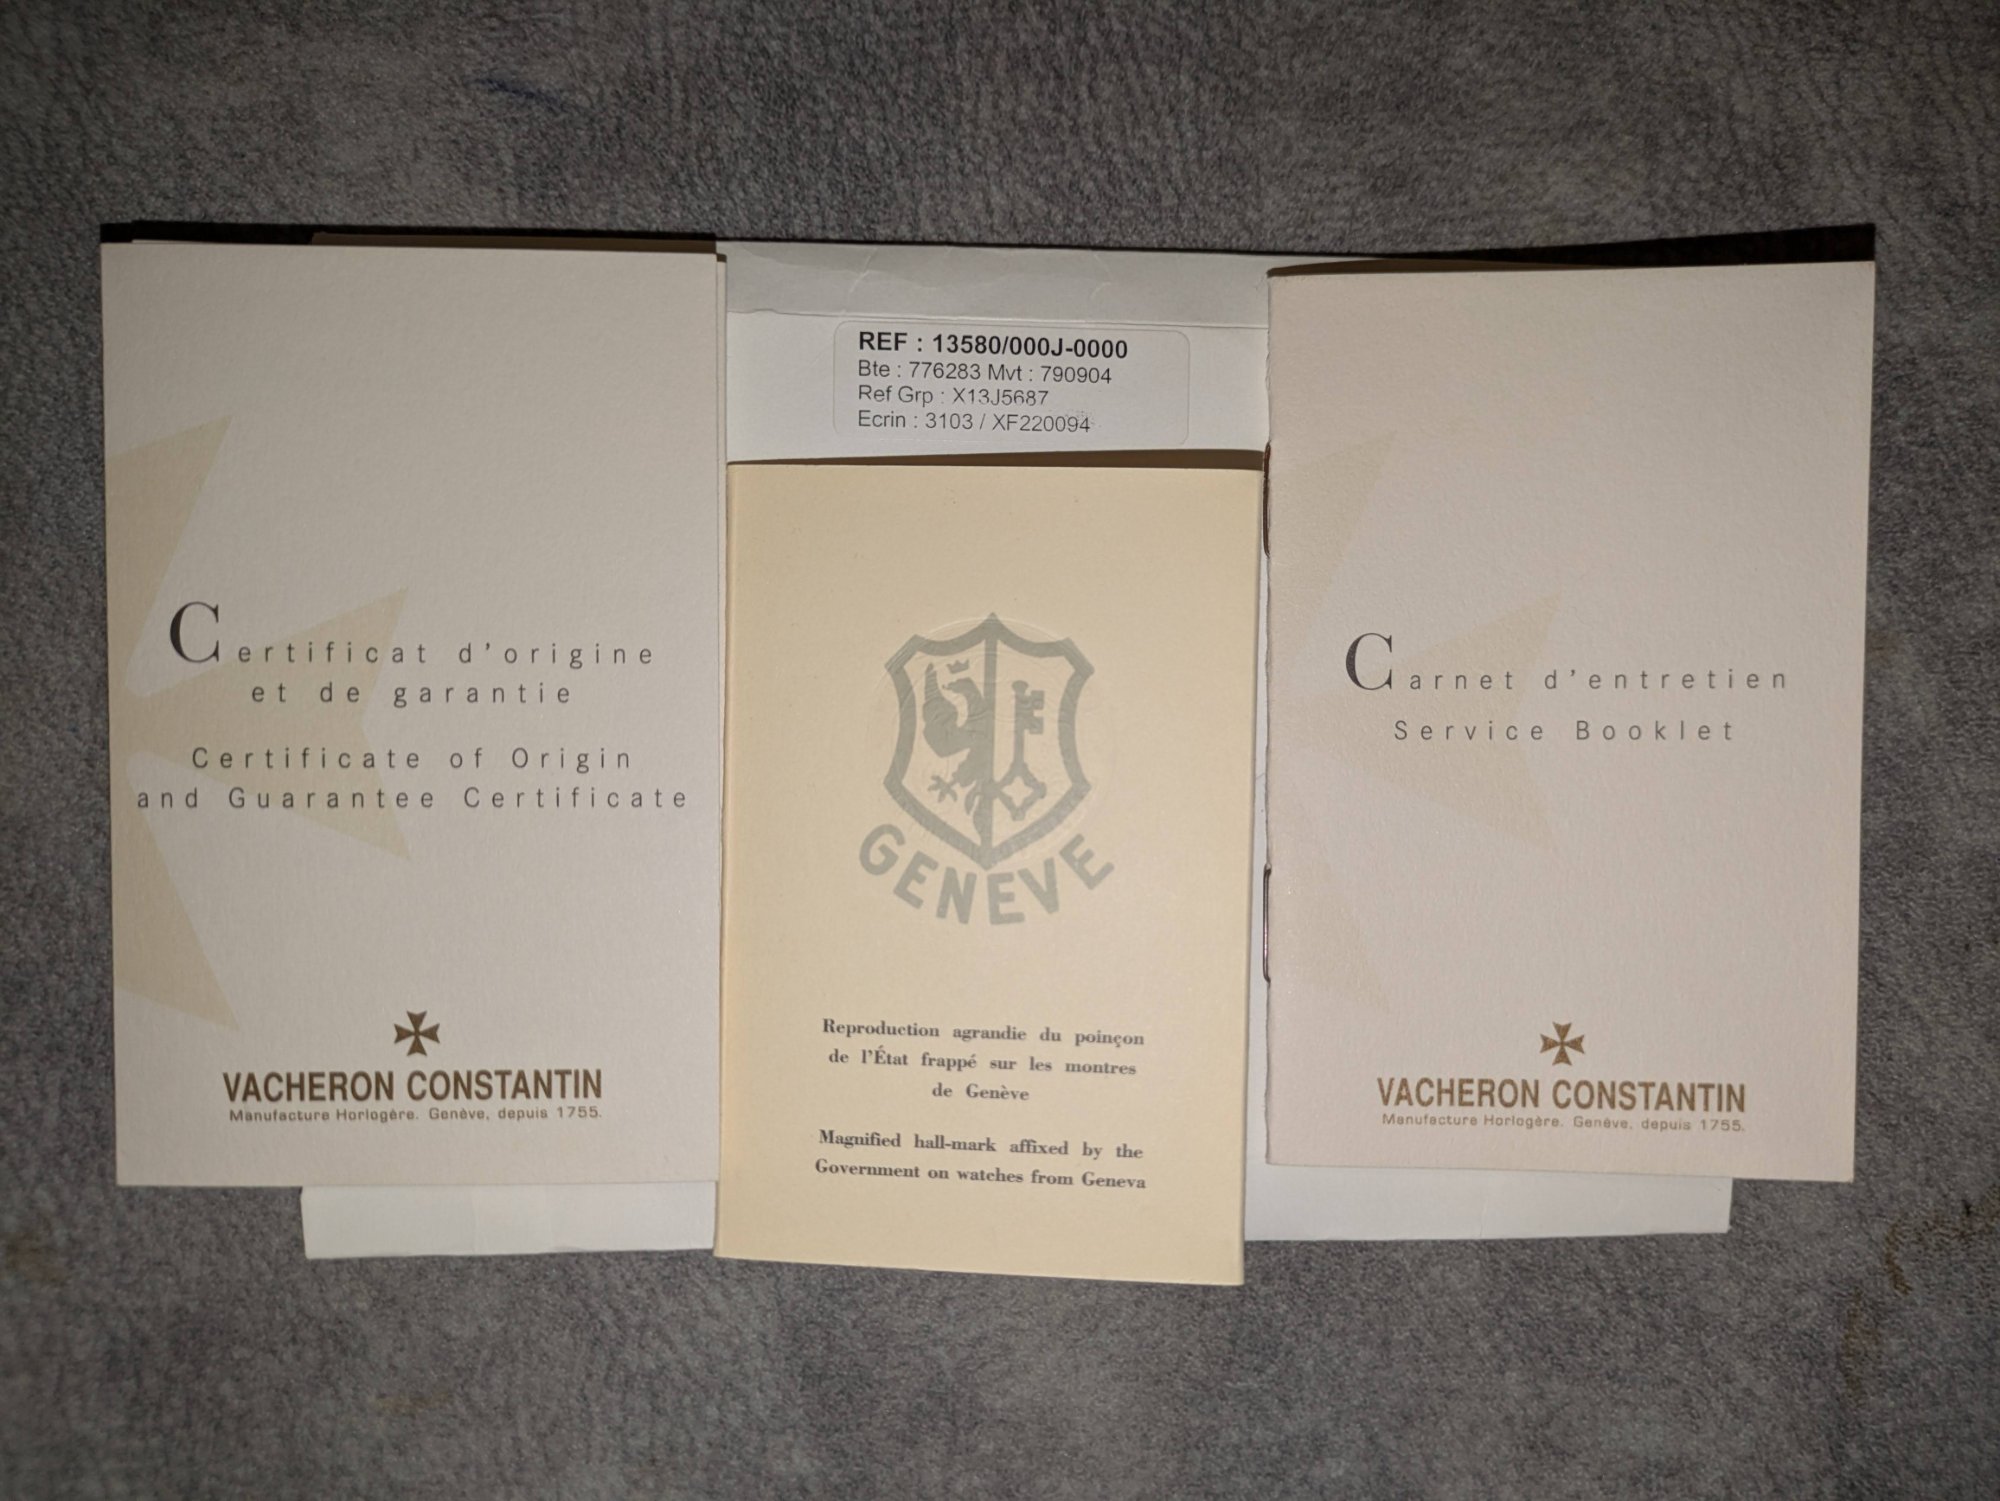 Certificat d'origine
et de garantie
Certificate of Origin
and Guarantee Certificate
VACHERON CONSTANTIN
Manufacture Horlogère. Genève, depuis 1755.
REF : 13580/000J-0000
Bte : 776283 Mvt : 790904
Ref Grp : X13J5687
Ecrin : 3103 / XF220094
GENEVE
Reproduction agrandie du poinçon
de l'État frappé sur les montres
de Genève
Magnified hall-mark affixed by the
Government on watches from Geneva
Carnet d'entretien
Service Booklet
VACHERON CONSTANTIN
Manufacture Horlogère. Genève, depuis 1755.